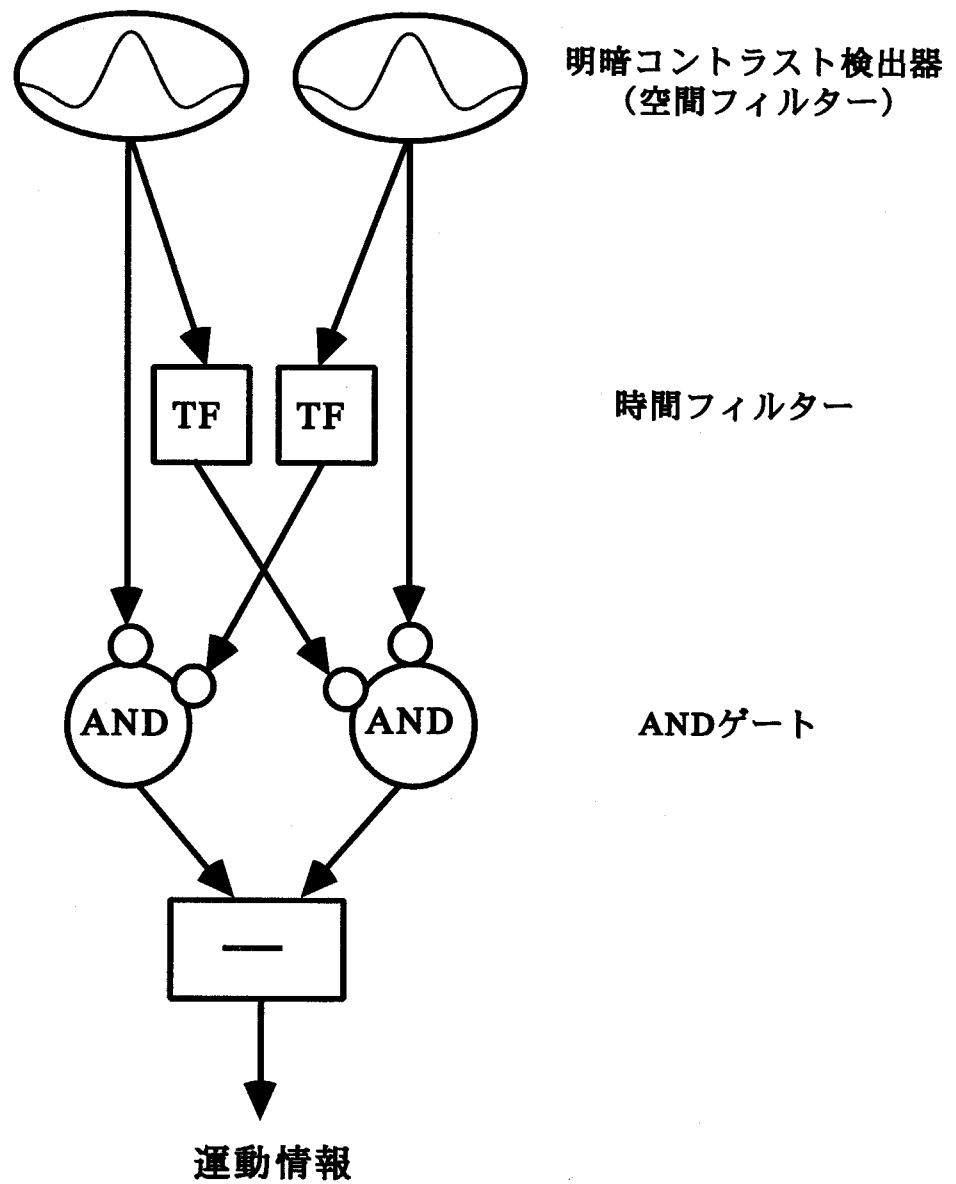 明暗コントラスト検出器
(空間フィルター)
TF
TF
時間フィルター
AND
AND
ANDゲート
運動情報